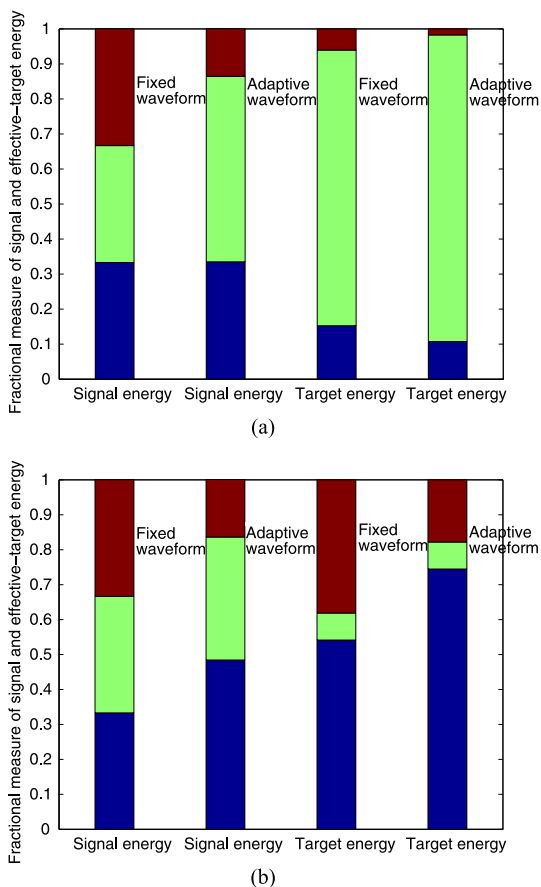 1
0.9
0.8
0.7
0.6
0.5
0.4
0.3
0.2
0.1
0
Fractional measure of signal and effective-target energy
Fixed
waveform
Adaptive
waveform
Fixed
waveform
Adaptive
waveform
Signal energy Signal energy Target energy Target energy
(a)
1
0.9
0.8
0.7
0.6
0.5
0.4
0.3
0.2
0.1
0
Fractional measure of signal and effective-target energy
Fixed
waveform
Adaptive
waveform
Fixed
waveform
Adaptive
waveform
Signal energy Signal energy Target energy Target energy
(b)